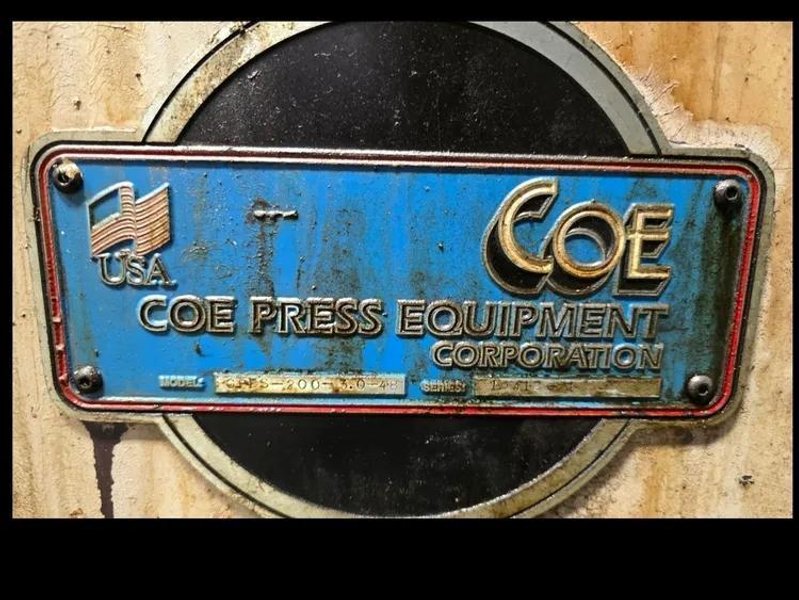 COE
USA
COE PRESS EQUIPMENT
CORPORATION
MODEL: SERIES: